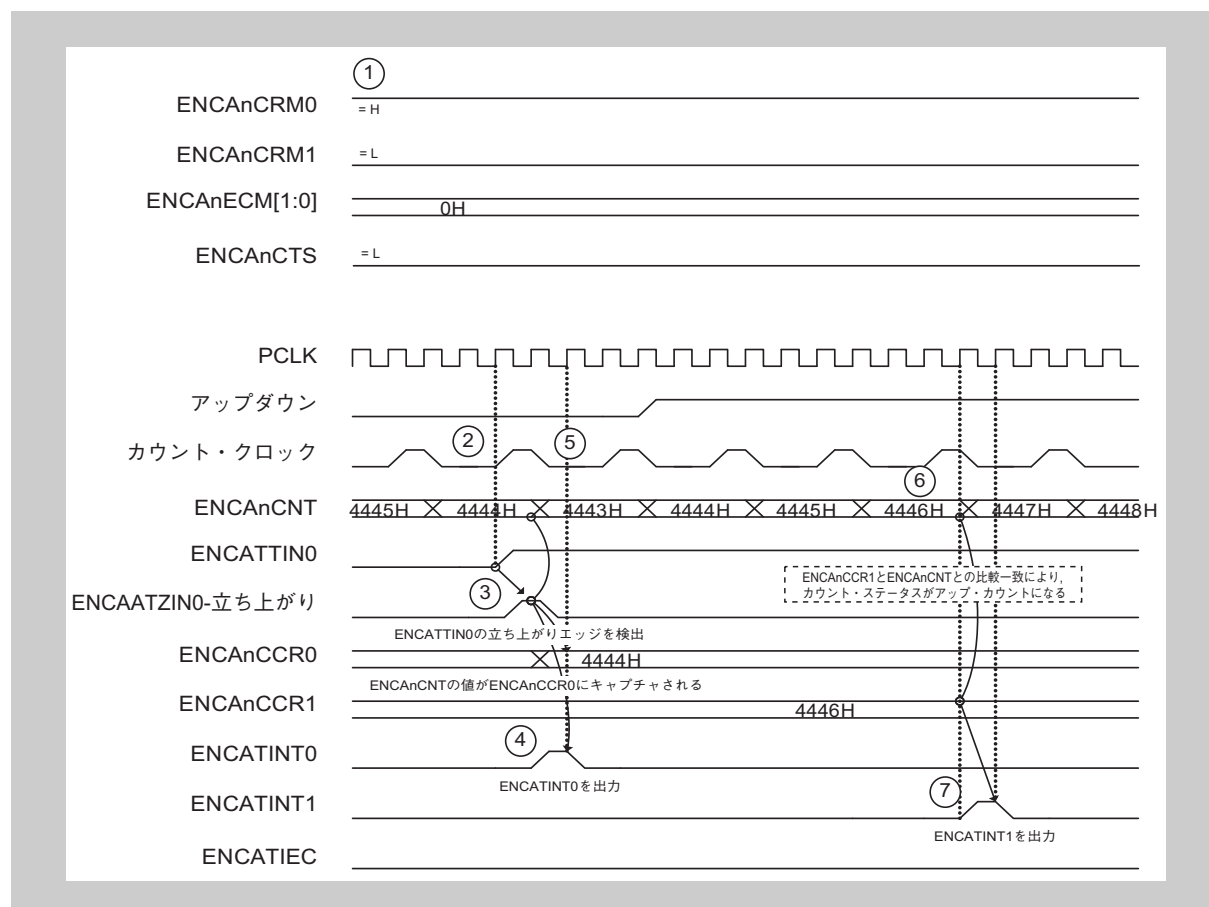 ①
ENCAnCRM0
= H
ENCAnCRM1
= L
ENCAnECM[1:0]
0H
ENCAnCTS
= L
PCLK
アップダウン
カウント・クロック
②
⑤
⑥
ENCAnCNT
4445H 4444H 4443H 4444H 4445H 4446H 4447H 4448H
ENCATTIN0
ENCAnCCR1とENCAnCNTとの比較一致により,
カウント・ステータスがアップ・カウントになる
③
ENCAATZIN0-立ち上がり
ENCATTIN0の立ち上がりエッジを検出
ENCAnCCR0
4444H
ENCAnCNTの値がENCAnCCR0にキャプチャされる
ENCAnCCR1
4446H
④
ENCATINT0
ENCATINT0を出力
⑦
ENCATINT1
ENCATINT1を出力
ENCATIEC